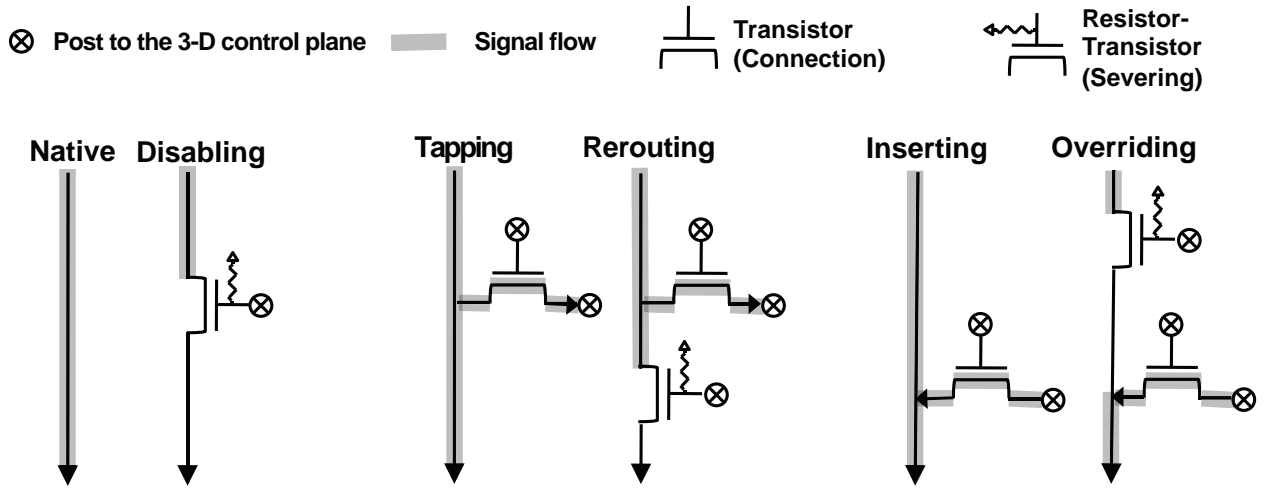 Post to the 3-D control plane
Signal flow
Transistor
(Connection)
Resistor-
Transistor
(Severing)
Native
Disabling
Tapping
Rerouting
Inserting
Overriding